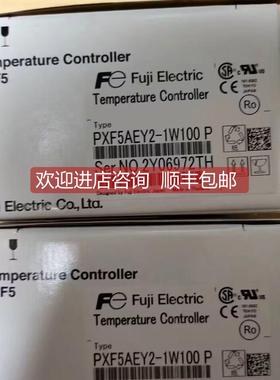 Temperature Controller
F5
Fe Fuji Electric
Temperature Controller
Type
PXF5AEY2-1W100 P
Ser.NO.2Y06972TH
欢迎进店咨询 顺丰包邮
i Electric Co.,Ltd.
Temperature Controller
F5
Fe Fuji Electric
Temperature Controller
Type
PXF5AEY2-1W100 P
Ro